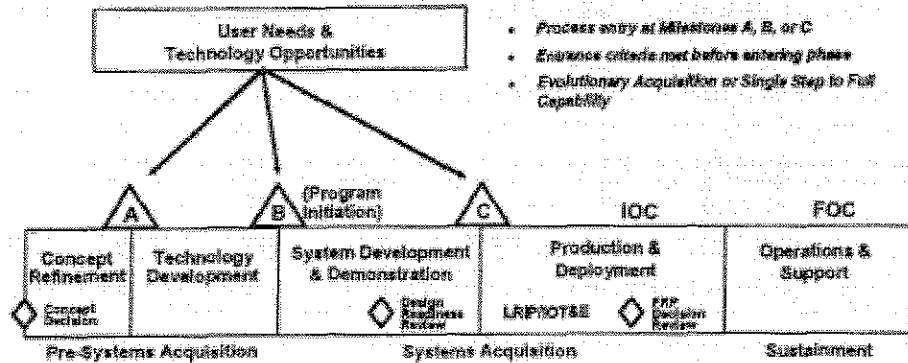 User Needs &
Technology Opportunities
• Process entry at Milestones A, B, or C
• Entrance criteria met before entering phase
• Evolutionary Acquisition or Single Step to Full
Capability
A
B
(Program
Initiation)
C
IOC
FOC
Concept
Refinement
Technology
Development
System Development
& Demonstration
Production &
Deployment
Operations &
Support
Concept
Decision
Design
Readiness
Review
LRIP/IOT&E
FRP
Decision
Review
Pre-Systems Acquisition
Systems Acquisition
Sustainment